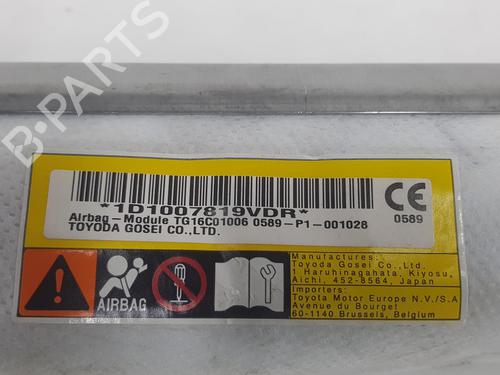 B-PARTS
*1D1007819VDR*
Airbag-Module TG16C01006 0589-P1-001028
TOYODA GOSEI CO.,LTD.
CE
0589
AIRBAG
Manufacturers:
Toyoda Gosei Co.,Ltd.
1 Haruhinagahata, Kiyosu,
Aichi, 452-8564, Japan
Importers:
Toyota Motor Europe N.V./S.A
Avenue du Bourget
60-1140 Brussels, Belgium